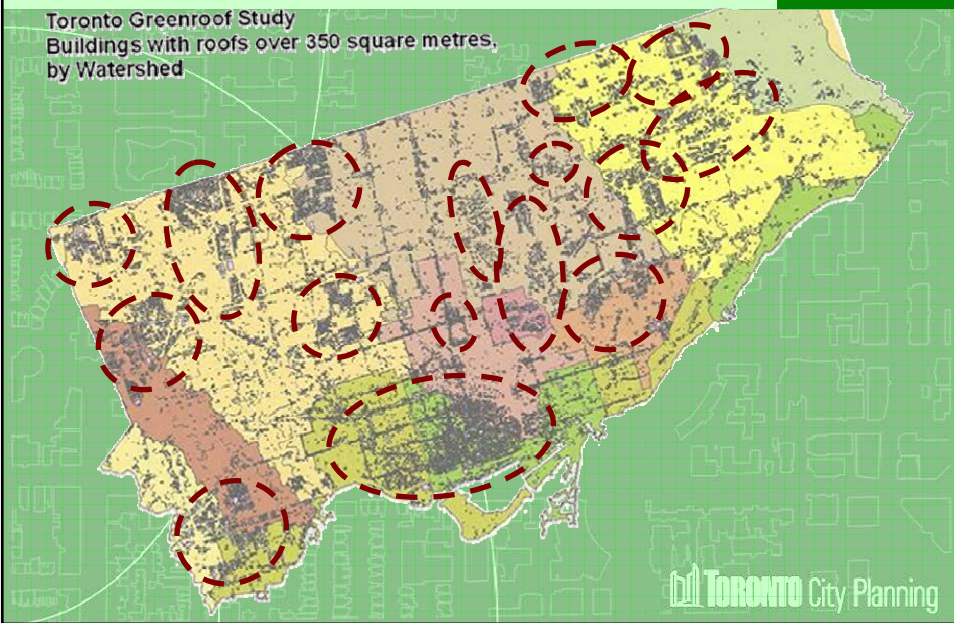 Toronto Greenroof Study
Buildings with roofs over 350 square metres,
by Watershed
TORONTO City Planning